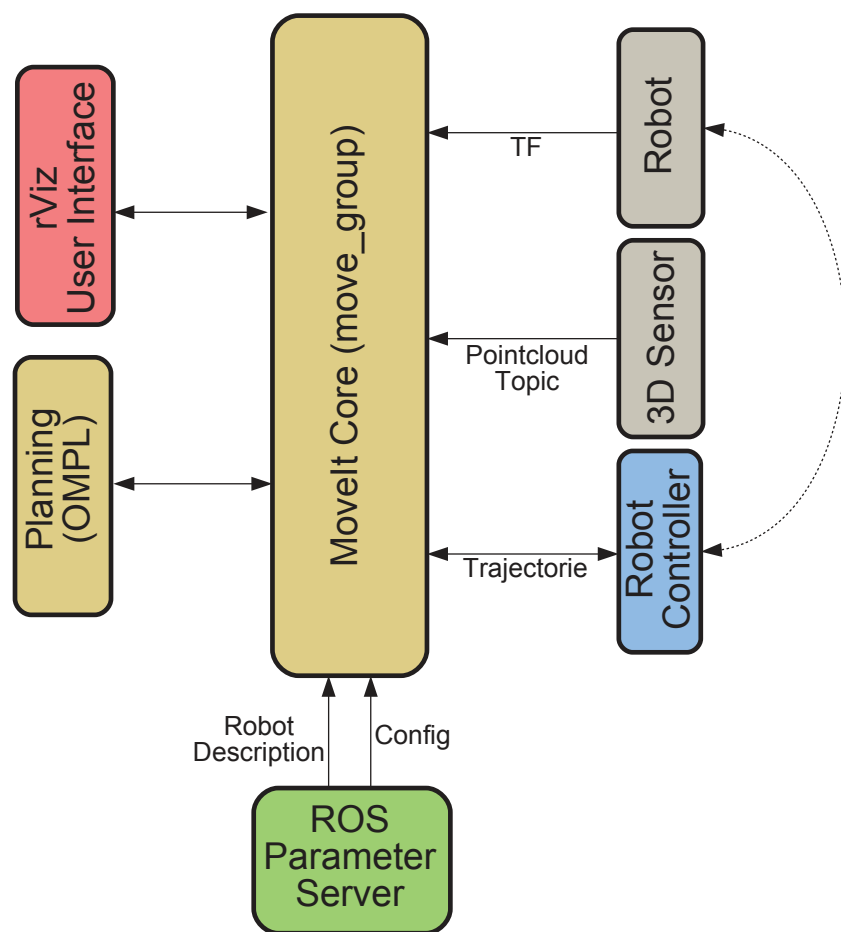 rViz
User Interface
Planning
(OMPL)
MoveIt Core (move_group)
TF
Pointcloud
Topic
Trajectorie
Robot
3D Sensor
Robot
Controller
Robot
Description
Config
ROS
Parameter
Server